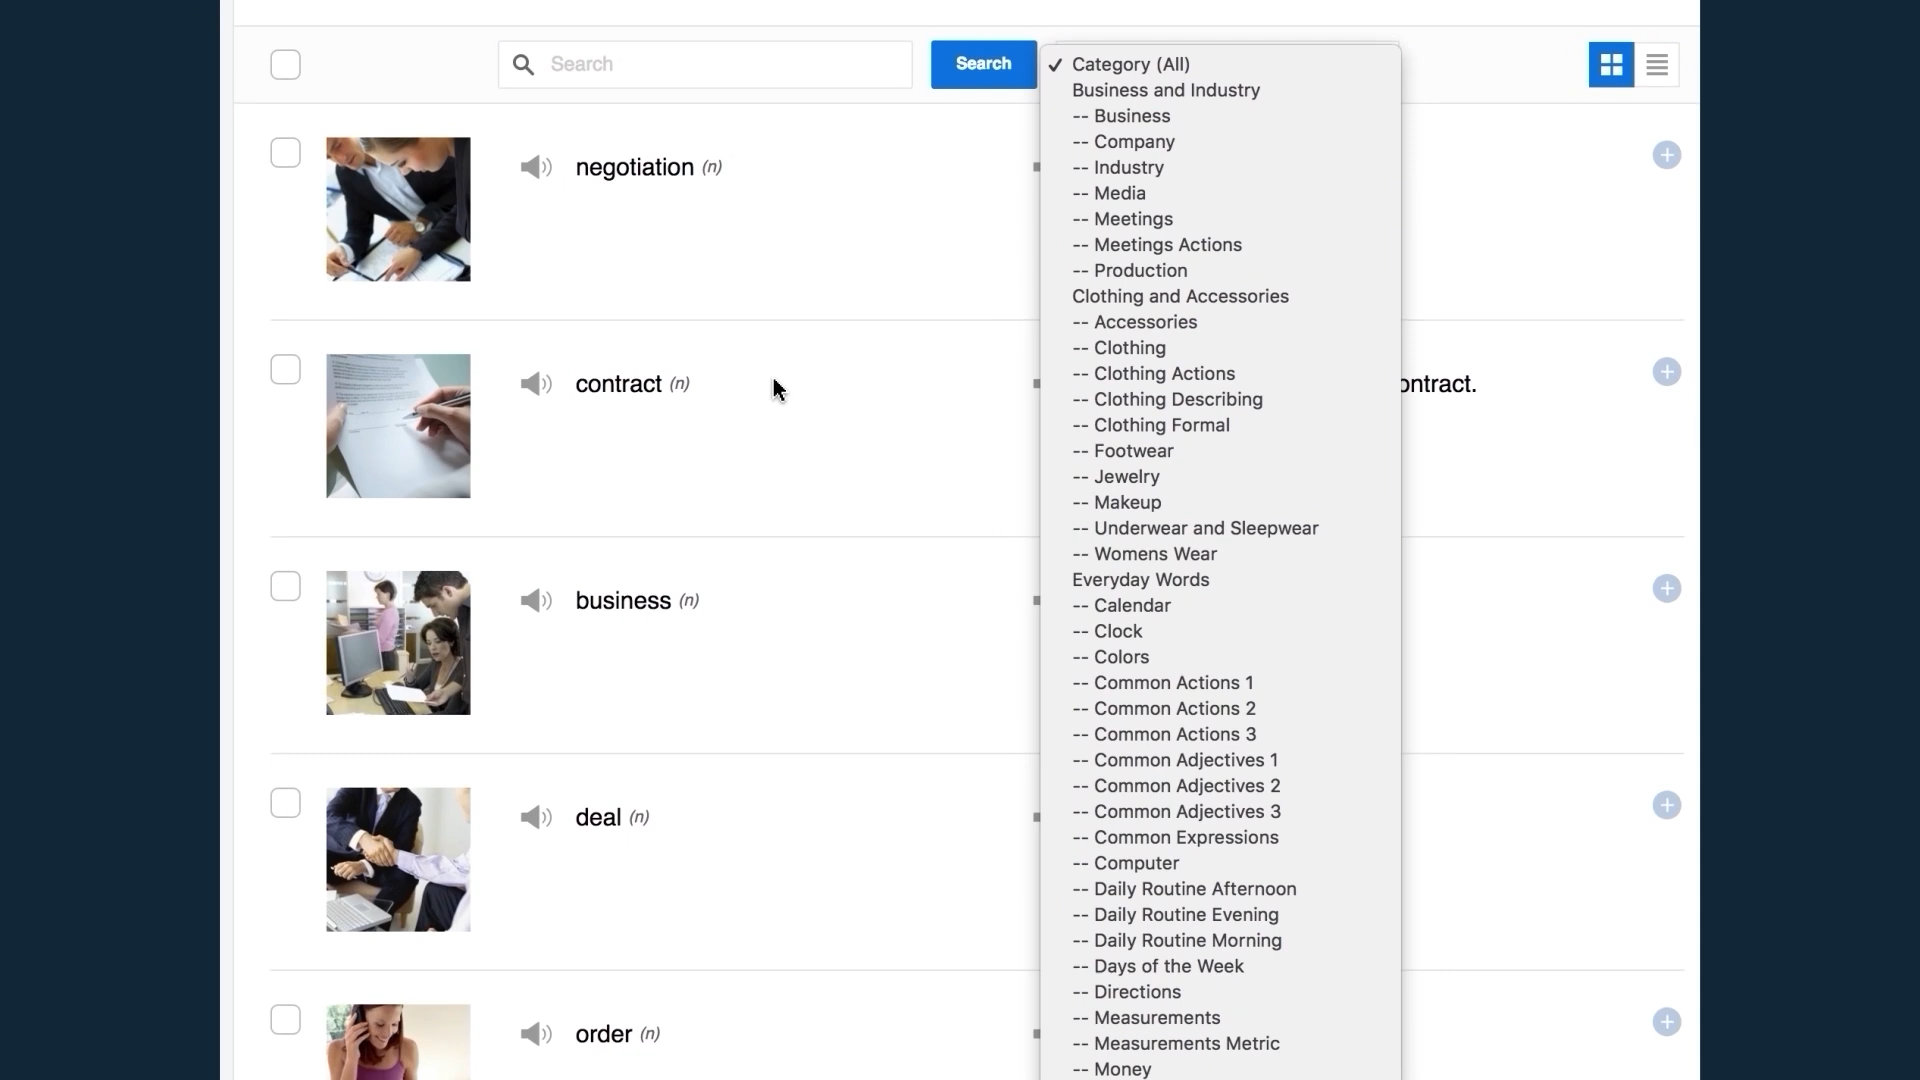 Search
Search
✓ Category (All)
Business and Industry
-- Business
-- Company
-- Industry
-- Media
-- Meetings
-- Meetings Actions
-- Production
Clothing and Accessories
-- Accessories
-- Clothing
-- Clothing Actions
-- Clothing Describing
-- Clothing Formal
-- Footwear
-- Jewelry
-- Makeup
-- Underwear and Sleepwear
-- Womens Wear
Everyday Words
-- Calendar
-- Clock
-- Colors
-- Common Actions 1
-- Common Actions 2
-- Common Actions 3
-- Common Adjectives 1
-- Common Adjectives 2
-- Common Adjectives 3
-- Common Expressions
-- Computer
-- Daily Routine Afternoon
-- Daily Routine Evening
-- Daily Routine Morning
-- Days of the Week
-- Directions
-- Measurements
-- Measurements Metric
-- Money
negotiation (n)
contract (n)
ontract.
business (n)
deal (n)
order (n)